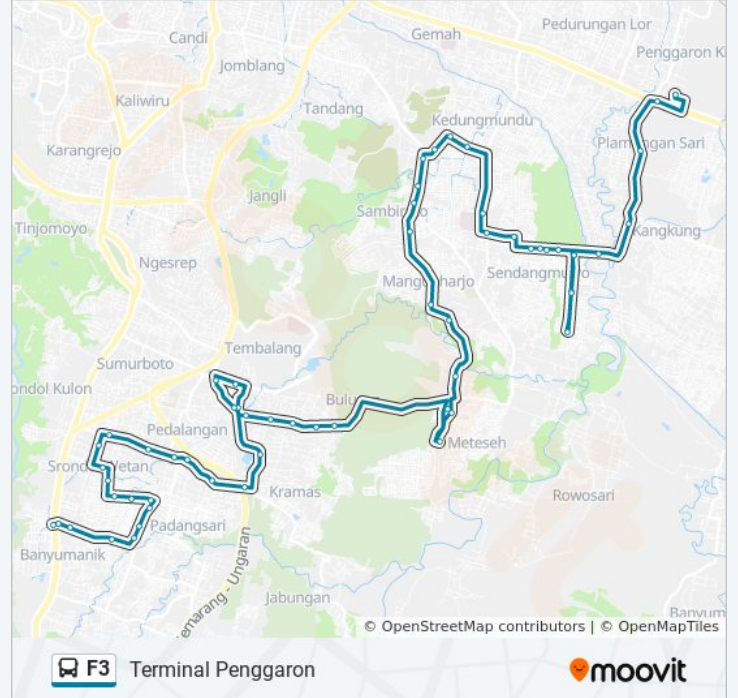 Pedurungan Lor
Candi
Gemah
Penggaron K
Jomblang
Kaliwiru
Tandang
Kedungmundu
Karangrejo
Plamongan Sari
Jangli
Sambiroto
Tinjomoyo
Kangkung
Ngesrep
Sendangmulyo
Mangunharjo
Tembalang
Sumurboto
ondol Kulon
Bulu
Pedalangan
Meteseh
Srondol Wetan
Kramas
Rowosari
Padangsari
Banyumanik
emarang - Ungaran
Jabungan
Banyum
© OpenStreetMap contributors | © OpenMapTiles
F3 Terminal Penggaron
moovit